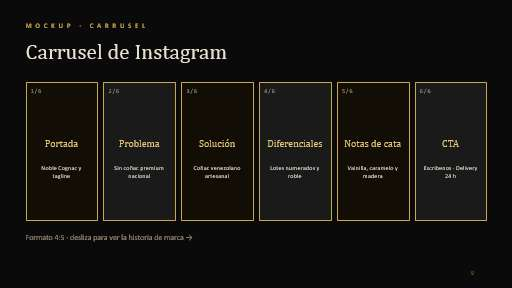 MOCKUP · CARRUSEL
Carrusel de Instagram
1/6
Portada
Noble Cognac y
tagline
2/6
Problema
Sin coñac premium
nacional
3/6
Solución
Coñac venezolano
artesanal
4/6
Diferenciales
Lotes numerados y
roble
5/6
Notas de cata
Vainilla, caramelo y
madera
6/6
CTA
Escríbenos · Delivery
24 h
Formato 4:5 · desliza para ver la historia de marca →
9